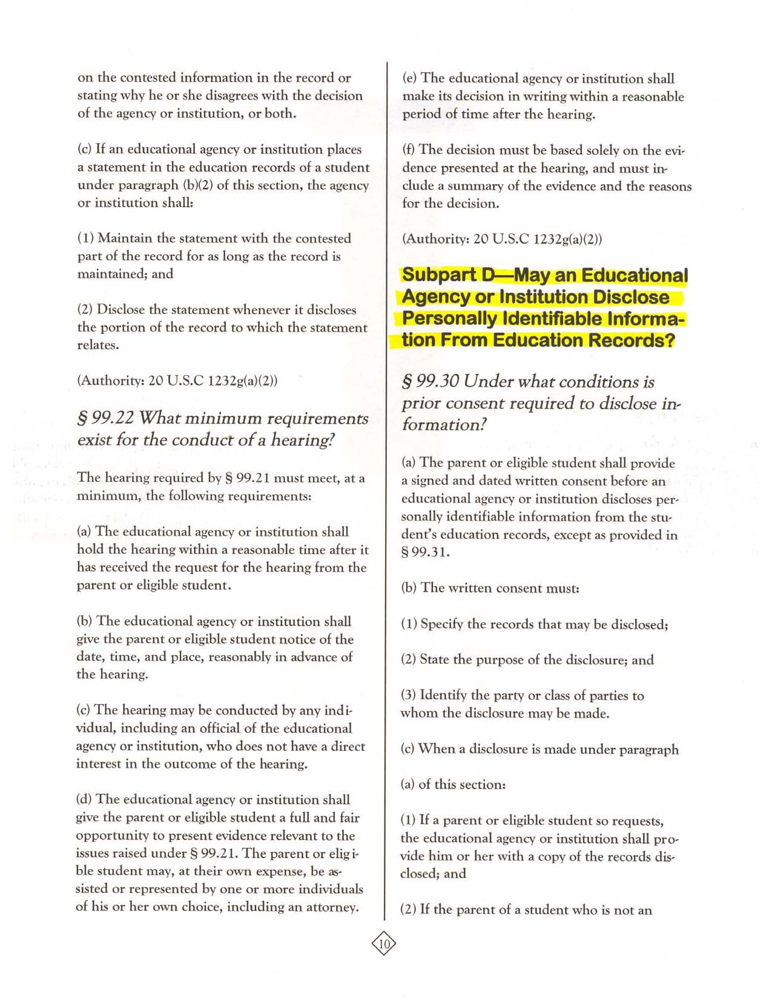 on the contested information in the record or
stating why he or she disagrees with the decision
of the agency or institution, or both.
(c) If an educational agency or institution places
a statement in the education records of a student
under paragraph (b)(2) of this section, the agency
or institution shall:
(1) Maintain the statement with the contested
part of the record for as long as the record is
maintained; and
(2) Disclose the statement whenever it discloses
the portion of the record to which the statement
relates.
(Authority: 20 U.S.C 1232g(a)(2))
§ 99.22 What minimum requirements
exist for the conduct of a hearing?
The hearing required by § 99.21 must meet, at a
minimum, the following requirements:
(a) The educational agency or institution shall
hold the hearing within a reasonable time after it
has received the request for the hearing from the
parent or eligible student.
(b) The educational agency or institution shall
give the parent or eligible student notice of the
date, time, and place, reasonably in advance of
the hearing.
(c) The hearing may be conducted by any indi-
vidual, including an official of the educational
agency or institution, who does not have a direct
interest in the outcome of the hearing.
(d) The educational agency or institution shall
give the parent or eligible student a full and fair
opportunity to present evidence relevant to the
issues raised under § 99.21. The parent or eligi-
ble student may, at their own expense, be as-
sisted or represented by one or more individuals
of his or her own choice, including an attorney.
(e) The educational agency or institution shall
make its decision in writing within a reasonable
period of time after the hearing.
(f) The decision must be based solely on the evi-
dence presented at the hearing, and must in-
clude a summary of the evidence and the reasons
for the decision.
(Authority: 20 U.S.C 1232g(a)(2))
Subpart D—May an Educational
Agency or Institution Disclose
Personally Identifiable Informa-
tion From Education Records?
§ 99.30 Under what conditions is
prior consent required to disclose in-
formation?
(a) The parent or eligible student shall provide
a signed and dated written consent before an
educational agency or institution discloses per-
sonally identifiable information from the stu-
dent's education records, except as provided in
§ 99.31.
(b) The written consent must:
(1) Specify the records that may be disclosed;
(2) State the purpose of the disclosure; and
(3) Identify the party or class of parties to
whom the disclosure may be made.
(c) When a disclosure is made under paragraph
(a) of this section:
(1) If a parent or eligible student so requests,
the educational agency or institution shall pro-
vide him or her with a copy of the records dis-
closed; and
(2) If the parent of a student who is not an
10